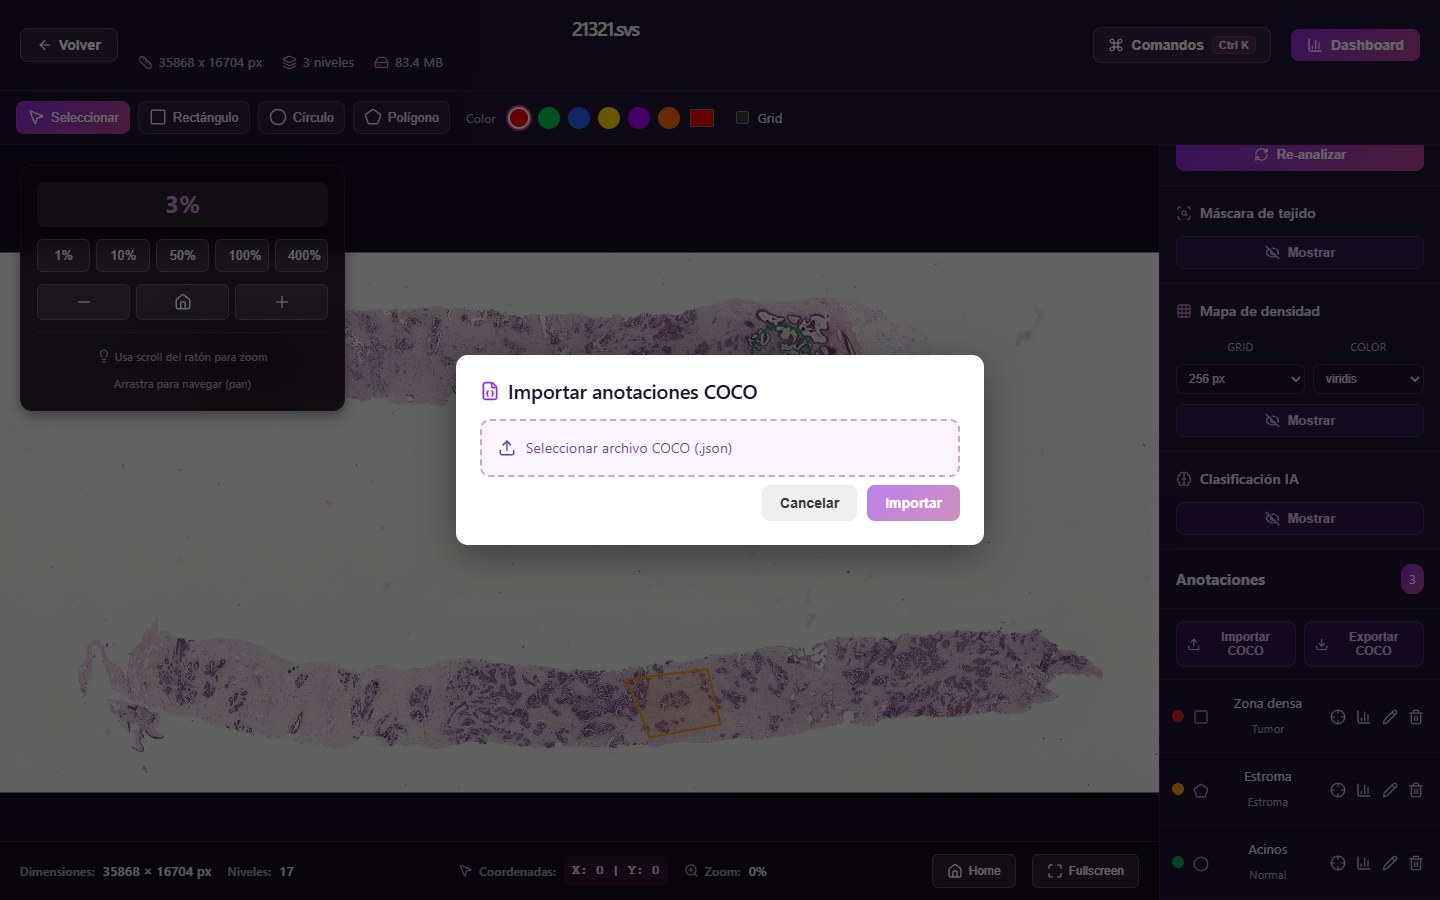 21321.svs
Volver
35868 x 16704 px
3 niveles
83.4 MB
Comandos
Ctrl K
Dashboard
Seleccionar
Rectángulo
Círculo
Polígono
Color
Grid
3%
1%
10%
50%
100%
400%
Usa scroll del ratón para zoom
Arrastra para navegar (pan)
Importar anotaciones COCO
Seleccionar archivo COCO (.json)
Cancelar
Importar
Re-analizar
Máscara de tejido
Mostrar
Mapa de densidad
GRID
COLOR
256 px
viridis
Mostrar
Clasificación IA
Mostrar
Anotaciones
3
Importar
COCO
Exportar
COCO
Zona densa
Tumor
Estroma
Estroma
Acinos
Normal
Dimensiones: 35868 × 16704 px
Niveles: 17
Coordenadas: X: 0 | Y: 0
Zoom: 0%
Home
Fullscreen